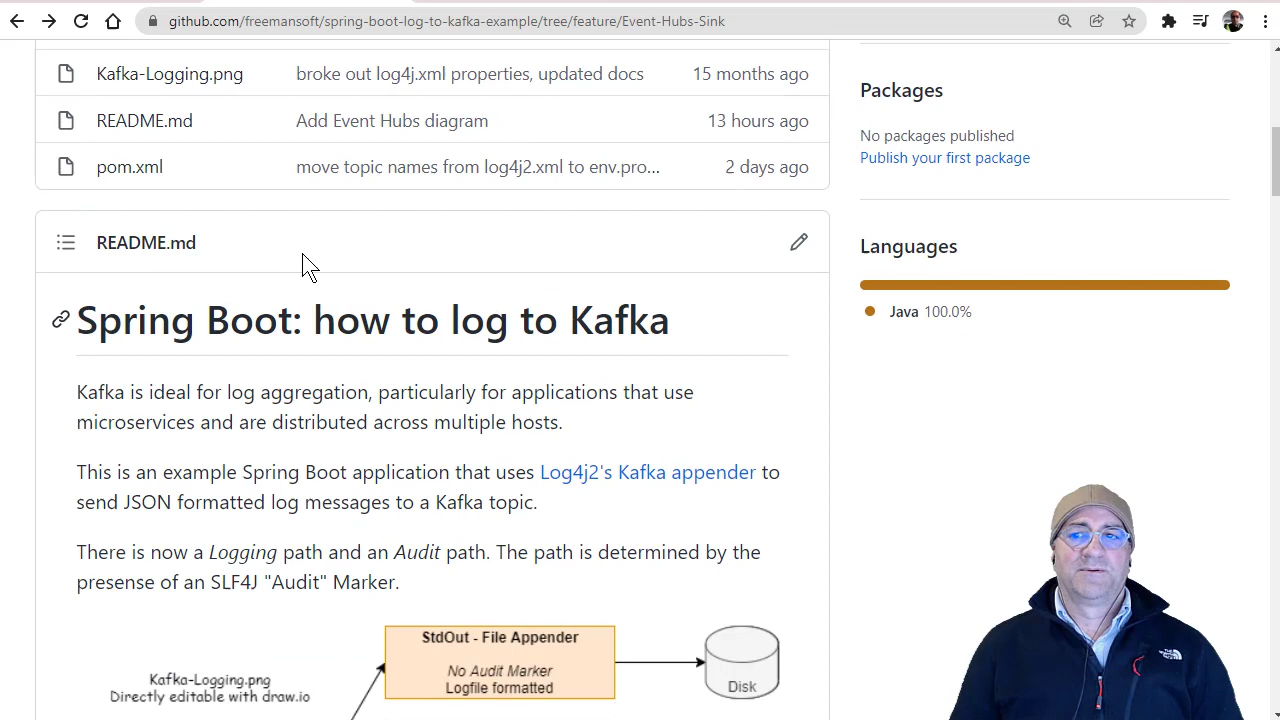 github.com/freemansoft/spring-boot-log-to-kafka-example/tree/feature/Event-Hubs-Sink
Kafka-Logging.png broke out log4j.xml properties, updated docs 15 months ago
README.md Add Event Hubs diagram 13 hours ago
pom.xml move topic names from log4j2.xml to env.pro... 2 days ago
Packages
No packages published
Publish your first package
Languages
Java 100.0%
README.md
Spring Boot: how to log to Kafka
Kafka is ideal for log aggregation, particularly for applications that use
microservices and are distributed across multiple hosts.
This is an example Spring Boot application that uses Log4j2's Kafka appender to
send JSON formatted log messages to a Kafka topic.
There is now a Logging path and an Audit path. The path is determined by the
presense of an SLF4J "Audit" Marker.
StdOut - File Appender
No Audit Marker
Logfile formatted
Disk
Kafka-Logging.png
Directly editable with draw.io